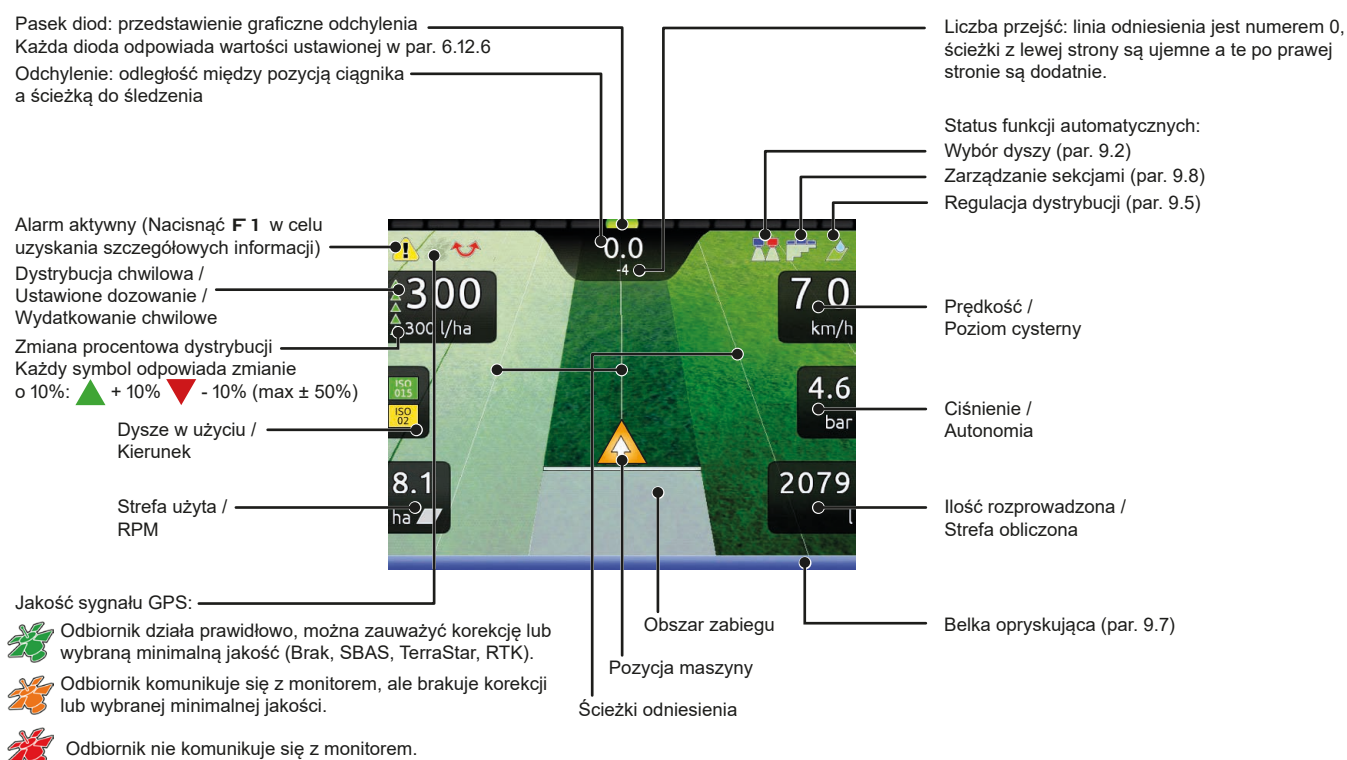 Pasek diod: przedstawienie graficzne odchylenia
Każda dioda odpowiada wartości ustawionej w par. 6.12.6
Odchylenie: odległość między pozycją ciągnika
a ścieżką do śledzenia
Liczba przejść: linia odniesienia jest numerem 0,
ścieżki z lewej strony są ujemne a te po prawej
stronie są dodatnie.
Status funkcji automatycznych:
Wybór dyszy (par. 9.2)
Zarządzanie sekcjami (par. 9.8)
Regulacja dystrybucji (par. 9.5)
Alarm aktywny (Nacisnąć F1 w celu
uzyskania szczegółowych informacji)
Dystrybucja chwilowa /
Ustawione dozowanie /
Wydatkowanie chwilowe
Zmiana procentowa dystrybucji
Każdy symbol odpowiada zmianie
o 10%: + 10% - 10% (max ± 50%)
Dysze w użyciu /
Kierunek
Strefa użyta /
RPM
0.0
-4
300
300 l/ha
ISO
015
ISO
02
8.1
ha
7.0
km/h
4.6
bar
2079
l
Prędkość /
Poziom cysterny
Ciśnienie /
Autonomia
Ilość rozprowadzona /
Strefa obliczona
Belka opryskująca (par. 9.7)
Obszar zabiegu
Pozycja maszyny
Ścieżki odniesienia
Jakość sygnału GPS:
Odbiornik działa prawidłowo, można zauważyć korekcję lub
wybraną minimalną jakość (Brak, SBAS, TerraStar, RTK).
Odbiornik komunikuje się z monitorem, ale brakuje korekcji
lub wybranej minimalnej jakości.
Odbiornik nie komunikuje się z monitorem.